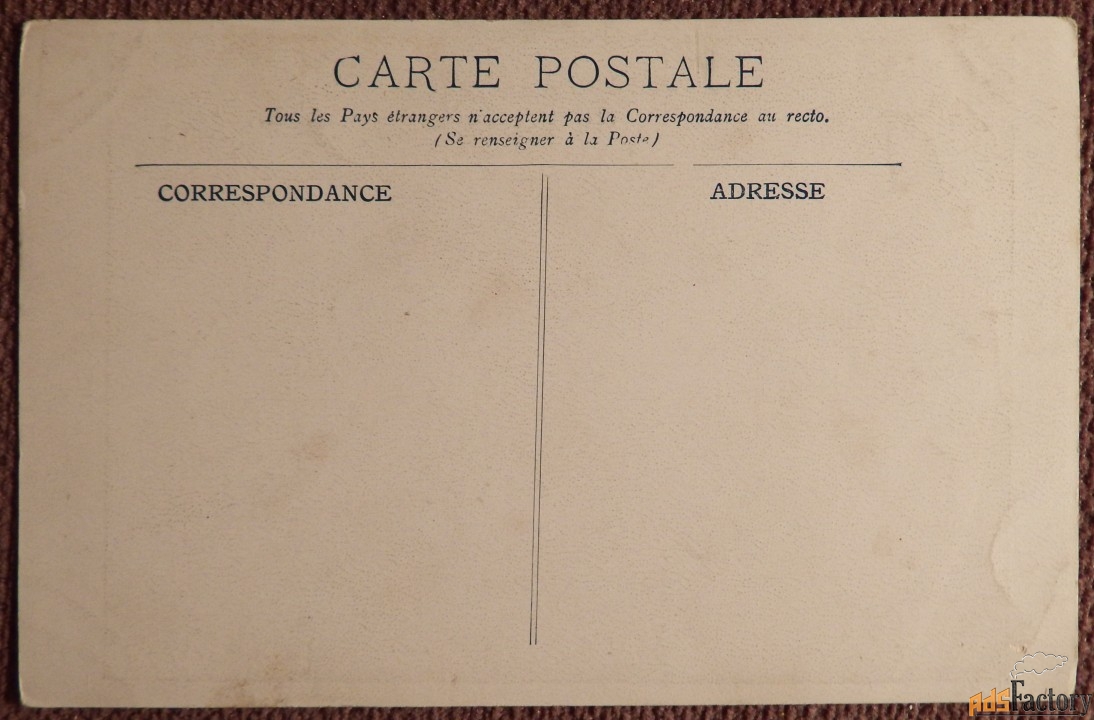 CARTE POSTALE
Tous les Pays étrangers n'acceptent pas la Correspondance au recto.
(Se renseigner à la Poste)
CORRESPONDANCE
ADRESSE
AdsFactory